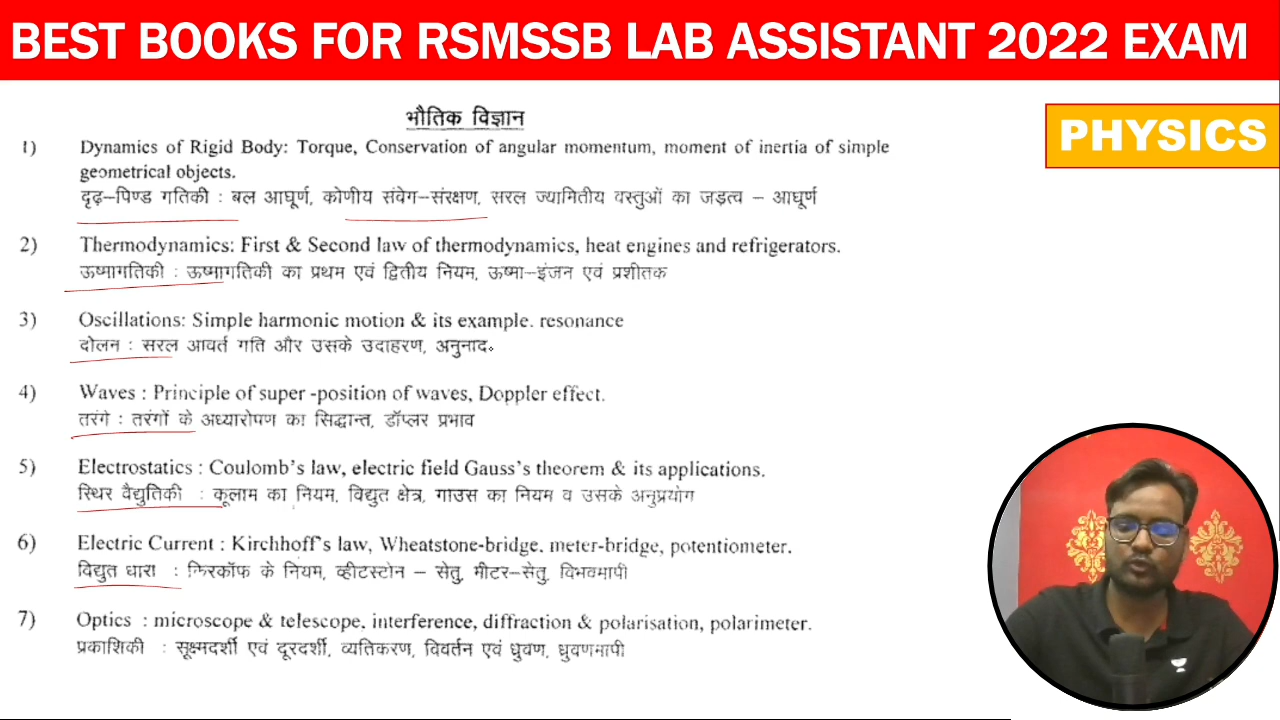 BEST BOOKS FOR RSMSSB LAB ASSISTANT 2022 EXAM
PHYSICS
भौतिक विज्ञान
1) Dynamics of Rigid Body: Torque, Conservation of angular momentum, moment of inertia of simple
geometrical objects.
दृढ़–पिण्ड गतिकी : बल आघूर्ण, कोणीय संवेग–संरक्षण, सरल ज्यामितीय वस्तुओं का जड़त्व – आघूर्ण
2) Thermodynamics: First & Second law of thermodynamics, heat engines and refrigerators.
ऊष्मागतिकी : ऊष्मागतिकी का प्रथम एवं द्वितीय नियम, ऊष्मा–इंजन एवं प्रशीतक
3) Oscillations: Simple harmonic motion & its example. resonance
दोलन : सरल आवर्त गति और उसके उदाहरण, अनुनाद॰
4) Waves : Principle of super -position of waves, Doppler effect.
तरंगे : तरंगों के अध्यारोपण का सिद्धान्त, डॉप्लर प्रभाव
5) Electrostatics : Coulomb's law, electric field Gauss's theorem & its applications.
स्थिर वैद्युतिकी : कूलाम का नियम, विद्युत क्षेत्र, गाउस का नियम व उसके अनुप्रयोग
6) Electric Current : Kirchhoff's law, Wheatstone-bridge. meter-bridge, potentiometer.
विद्युत धारा : किरकॉफ के नियम, व्हीटस्टोन – सेतु, मीटर–सेतु, विभवमापी
7) Optics : microscope & telescope. interference, diffraction & polarisation, polarimeter.
प्रकाशिकी : सूक्ष्मदर्शी एवं दूरदर्शी, व्यतिकरण, विवर्तन एवं ध्रुवण, ध्रुवणमापी